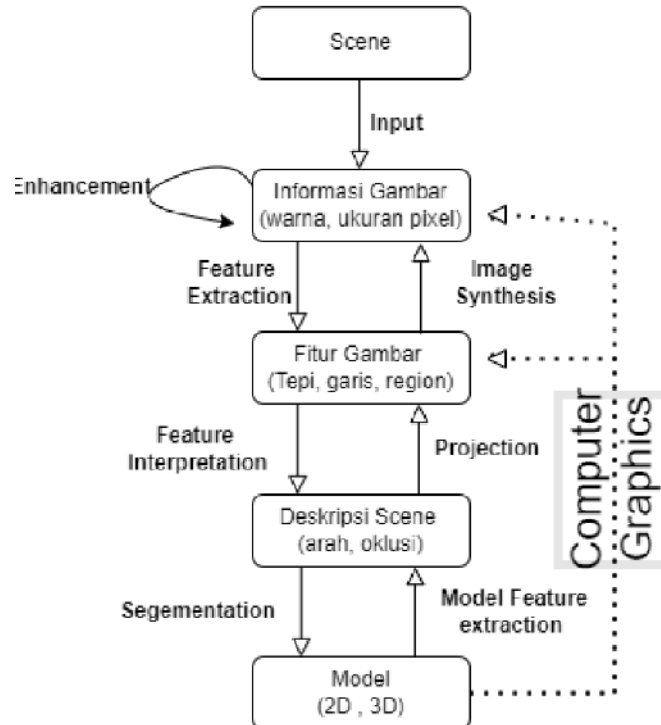 Scene
Input
Enhancement
Informasi Gambar
(warna, ukuran pixel)
Feature
Extraction
Image
Synthesis
Fitur Gambar
(Tepi, garis, region)
Feature
Interpretation
Projection
Computer
Graphics
Deskripsi Scene
(arah, oklusi)
Segementation
Model Feature
extraction
Model
(2D , 3D)